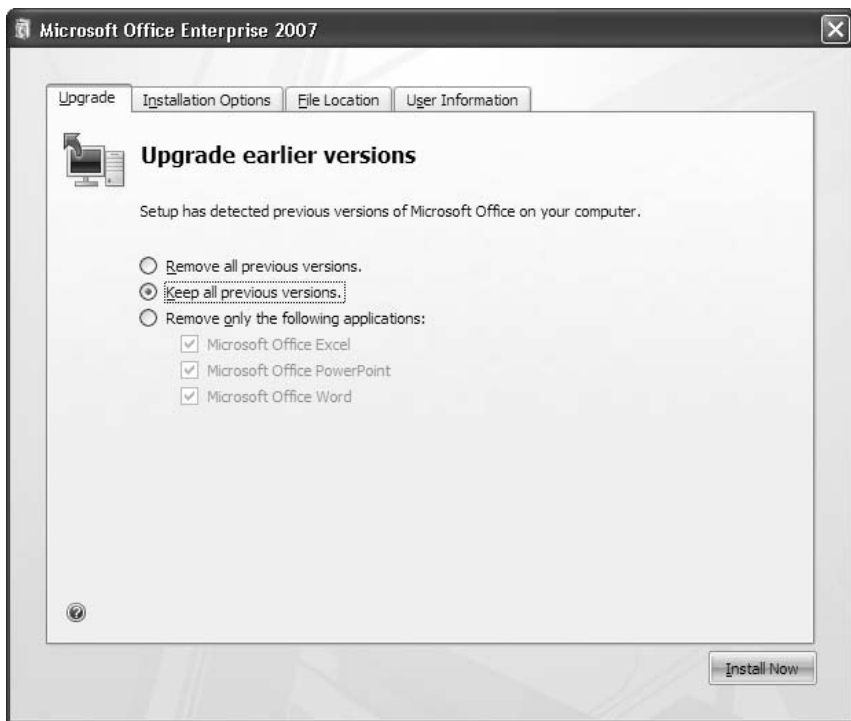 Microsoft Office Enterprise 2007
Upgrade
Installation Options
File Location
User Information
Upgrade earlier versions
Setup has detected previous versions of Microsoft Office on your computer.
Remove all previous versions.
Keep all previous versions.
Remove only the following applications:
Microsoft Office Excel
Microsoft Office PowerPoint
Microsoft Office Word
Install Now